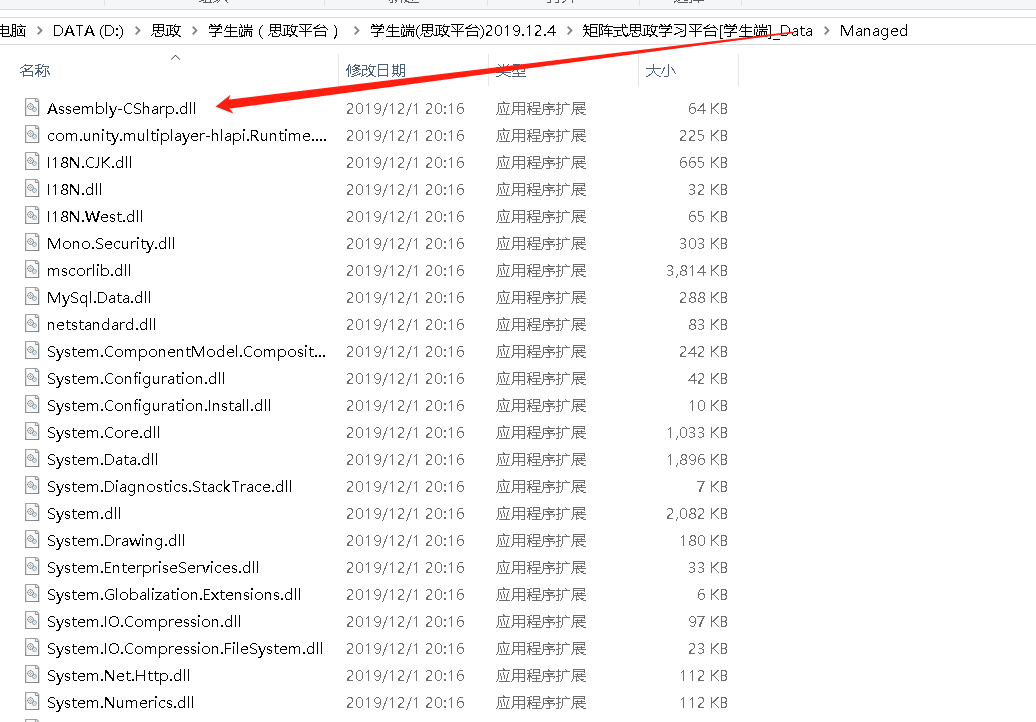 电脑 > DATA (D:) > 思政 > 学生端（思政平台） > 学生端(思政平台)2019.12.4 > 矩阵式思政学习平台[学生端]_Data > Managed
名称 修改日期 类型 大小
Assembly-CSharp.dll 2019/12/1 20:16 应用程序扩展 64 KB
com.unity.multiplayer-hlapi.Runtime.... 2019/12/1 20:16 应用程序扩展 225 KB
I18N.CJK.dll 2019/12/1 20:16 应用程序扩展 665 KB
I18N.dll 2019/12/1 20:16 应用程序扩展 32 KB
I18N.West.dll 2019/12/1 20:16 应用程序扩展 65 KB
Mono.Security.dll 2019/12/1 20:16 应用程序扩展 303 KB
mscorlib.dll 2019/12/1 20:16 应用程序扩展 3,814 KB
MySql.Data.dll 2019/12/1 20:16 应用程序扩展 288 KB
netstandard.dll 2019/12/1 20:16 应用程序扩展 83 KB
System.ComponentModel.Composit... 2019/12/1 20:16 应用程序扩展 242 KB
System.Configuration.dll 2019/12/1 20:16 应用程序扩展 42 KB
System.Configuration.Install.dll 2019/12/1 20:16 应用程序扩展 10 KB
System.Core.dll 2019/12/1 20:16 应用程序扩展 1,033 KB
System.Data.dll 2019/12/1 20:16 应用程序扩展 1,896 KB
System.Diagnostics.StackTrace.dll 2019/12/1 20:16 应用程序扩展 7 KB
System.dll 2019/12/1 20:16 应用程序扩展 2,082 KB
System.Drawing.dll 2019/12/1 20:16 应用程序扩展 180 KB
System.EnterpriseServices.dll 2019/12/1 20:16 应用程序扩展 33 KB
System.Globalization.Extensions.dll 2019/12/1 20:16 应用程序扩展 6 KB
System.IO.Compression.dll 2019/12/1 20:16 应用程序扩展 97 KB
System.IO.Compression.FileSystem.dll 2019/12/1 20:16 应用程序扩展 23 KB
System.Net.Http.dll 2019/12/1 20:16 应用程序扩展 112 KB
System.Numerics.dll 2019/12/1 20:16 应用程序扩展 112 KB